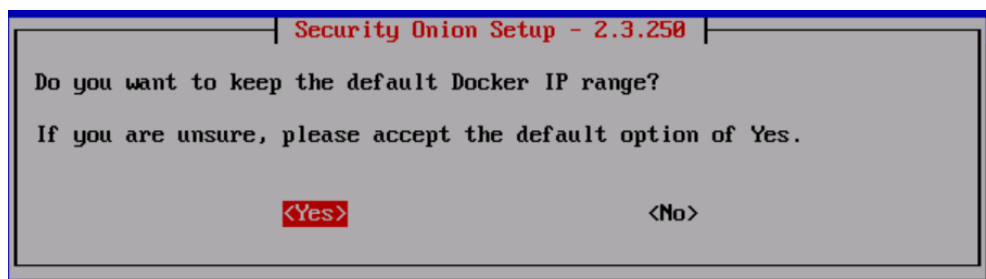 Security Onion Setup - 2.3.250
Do you want to keep the default Docker IP range?
If you are unsure, please accept the default option of Yes.
<Yes> <No>